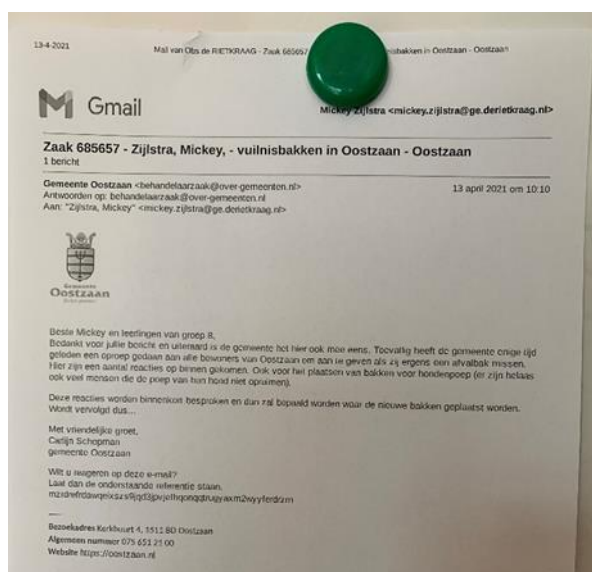 13-4-2021
Mail van Obs de RIETKRAAG - Zaak 685657 nisbakken in Oostzaan - Oostzaan
Gmail
Mickey Zijlstra <mickey.zijlstra@ge.derietkraag.nl>
Zaak 685657 - Zijlstra, Mickey, - vuilnisbakken in Oostzaan - Oostzaan
1 bericht
Gemeente Oostzaan <behandelaarzaak@over-gemeenten.nl>
13 april 2021 om 10:10
Antwoorden op: behandelaarzaak@over-gemeenten.nl
Aan: "Zijlstra, Mickey" <mickey.zijlstra@ge.derietkraag.nl>
Gemeente
Oostzaan
Beste Mickey en leerlingen van groep 8,
Bedankt voor jullie bericht en uiteraard is de gemeente het hier ook mee eens. Toevallig heeft de gemeente enige tijd
geleden een oproep gedaan aan alle bewoners van Oostzaan om aan te geven als zij ergens een afvalbak missen.
Hier zijn een aantal reacties op binnen gekomen. Ook voor het plaatsen van bakken voor hondenpoep (er zijn helaas
ook veel mensen die de poep van hun hond niet opruimen).
Deze reacties worden binnenkort besproken en dan zal bepaald worden waar de nieuwe bakken geplaatst worden.
Wordt vervolgd dus...
Met vriendelijke groet,
Schopman
gemeente Oostzaan
Wilt u reageren op deze e-mail?
Laat dan de onderstaande referentie staan.
Bezoekadres Kerkbuurt 4, 1511 BD Oostzaan
Algemeen nummer 075 651 21 00
Website https://oostzaan.nl